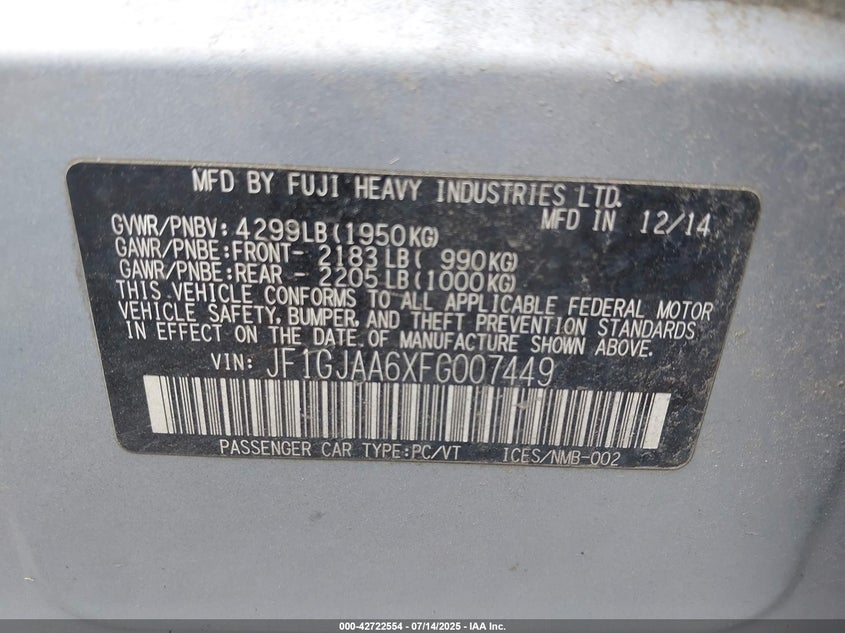 MFD BY FUJI HEAVY INDUSTRIES LTD.
MFD IN 12/14
GVWR/PNBV: 4299LB(1950KG)
GAWR/PNBE:FRONT- 2183LB( 990KG)
GAWR/PNBE:REAR - 2205LB(1000KG)
THIS VEHICLE CONFORMS TO ALL APPLICABLE FEDERAL MOTOR
VEHICLE SAFETY, BUMPER, AND THEFT PREVENTION STANDARDS
IN EFFECT ON THE DATE OF MANUFACTURE SHOWN ABOVE.
VIN: JF1GJAA6XFG007449
PASSENGER CAR TYPE:PC/VT ICES/NMB-002
000-42722554 / 07/14/2025 - IAA Inc.